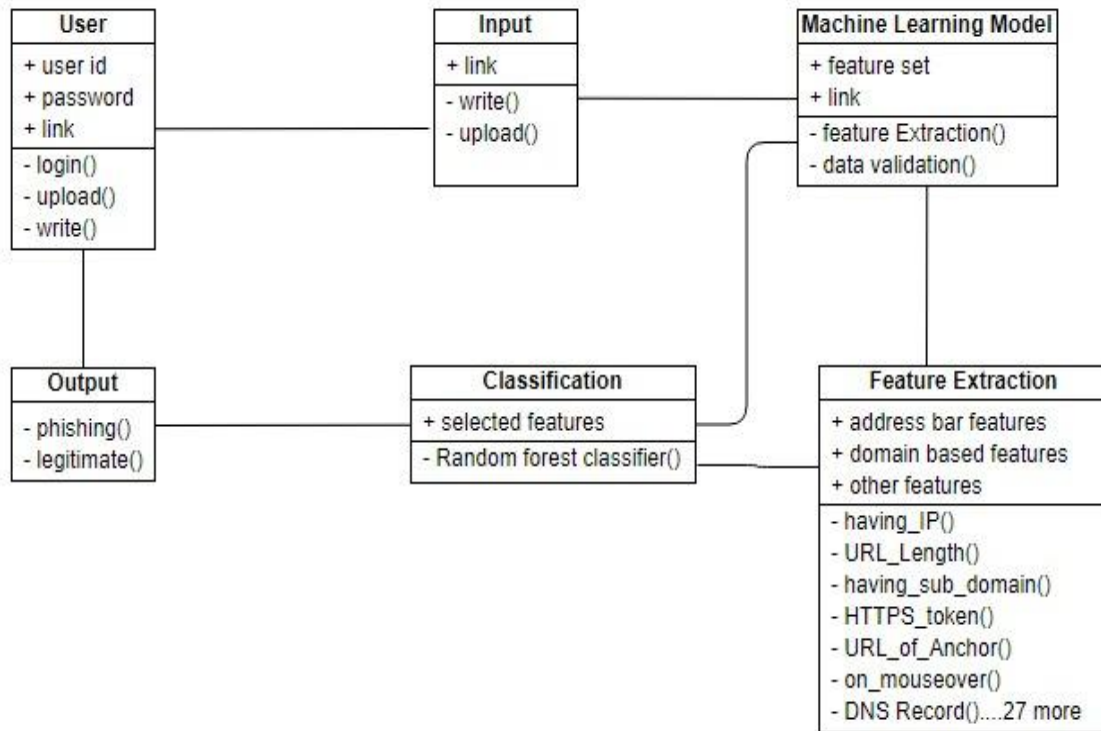 User
+ user id
+ password
+ link
- login()
- upload()
- write()
Input
+ link
- write()
- upload()
Machine Learning Model
+ feature set
+ link
- feature Extraction()
- data validation()
Output
- phishing()
- legitimate()
Classification
+ selected features
- Random forest classifier()
Feature Extraction
+ address bar features
+ domain based features
+ other features
- having_IP()
- URL_Length()
- having_sub_domain()
- HTTPS_token()
- URL_of_Anchor()
- on_mouseover()
- DNS Record()....27 more